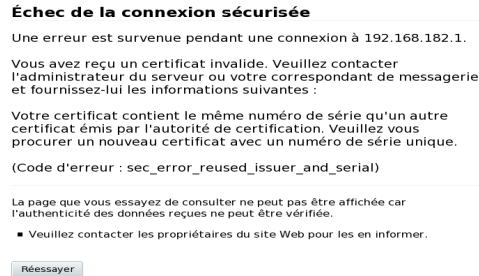 Échec de la connexion sécurisée
Une erreur est survenue pendant une connexion à 192.168.182.1.
Vous avez reçu un certificat invalide. Veuillez contacter
l'administrateur du serveur ou votre correspondant de messagerie
et fournissez-lui les informations suivantes :
Votre certificat contient le même numéro de série qu'un autre
certificat émis par l'autorité de certification. Veuillez vous
procurer un nouveau certificat avec un numéro de série unique.
(Code d'erreur : sec_error_reused_issuer_and_serial)
La page que vous essayez de consulter ne peut pas être affichée car
l'authenticité des données reçues ne peut être vérifiée.
▪ Veuillez contacter les propriétaires du site Web pour les en informer.
Réessayer